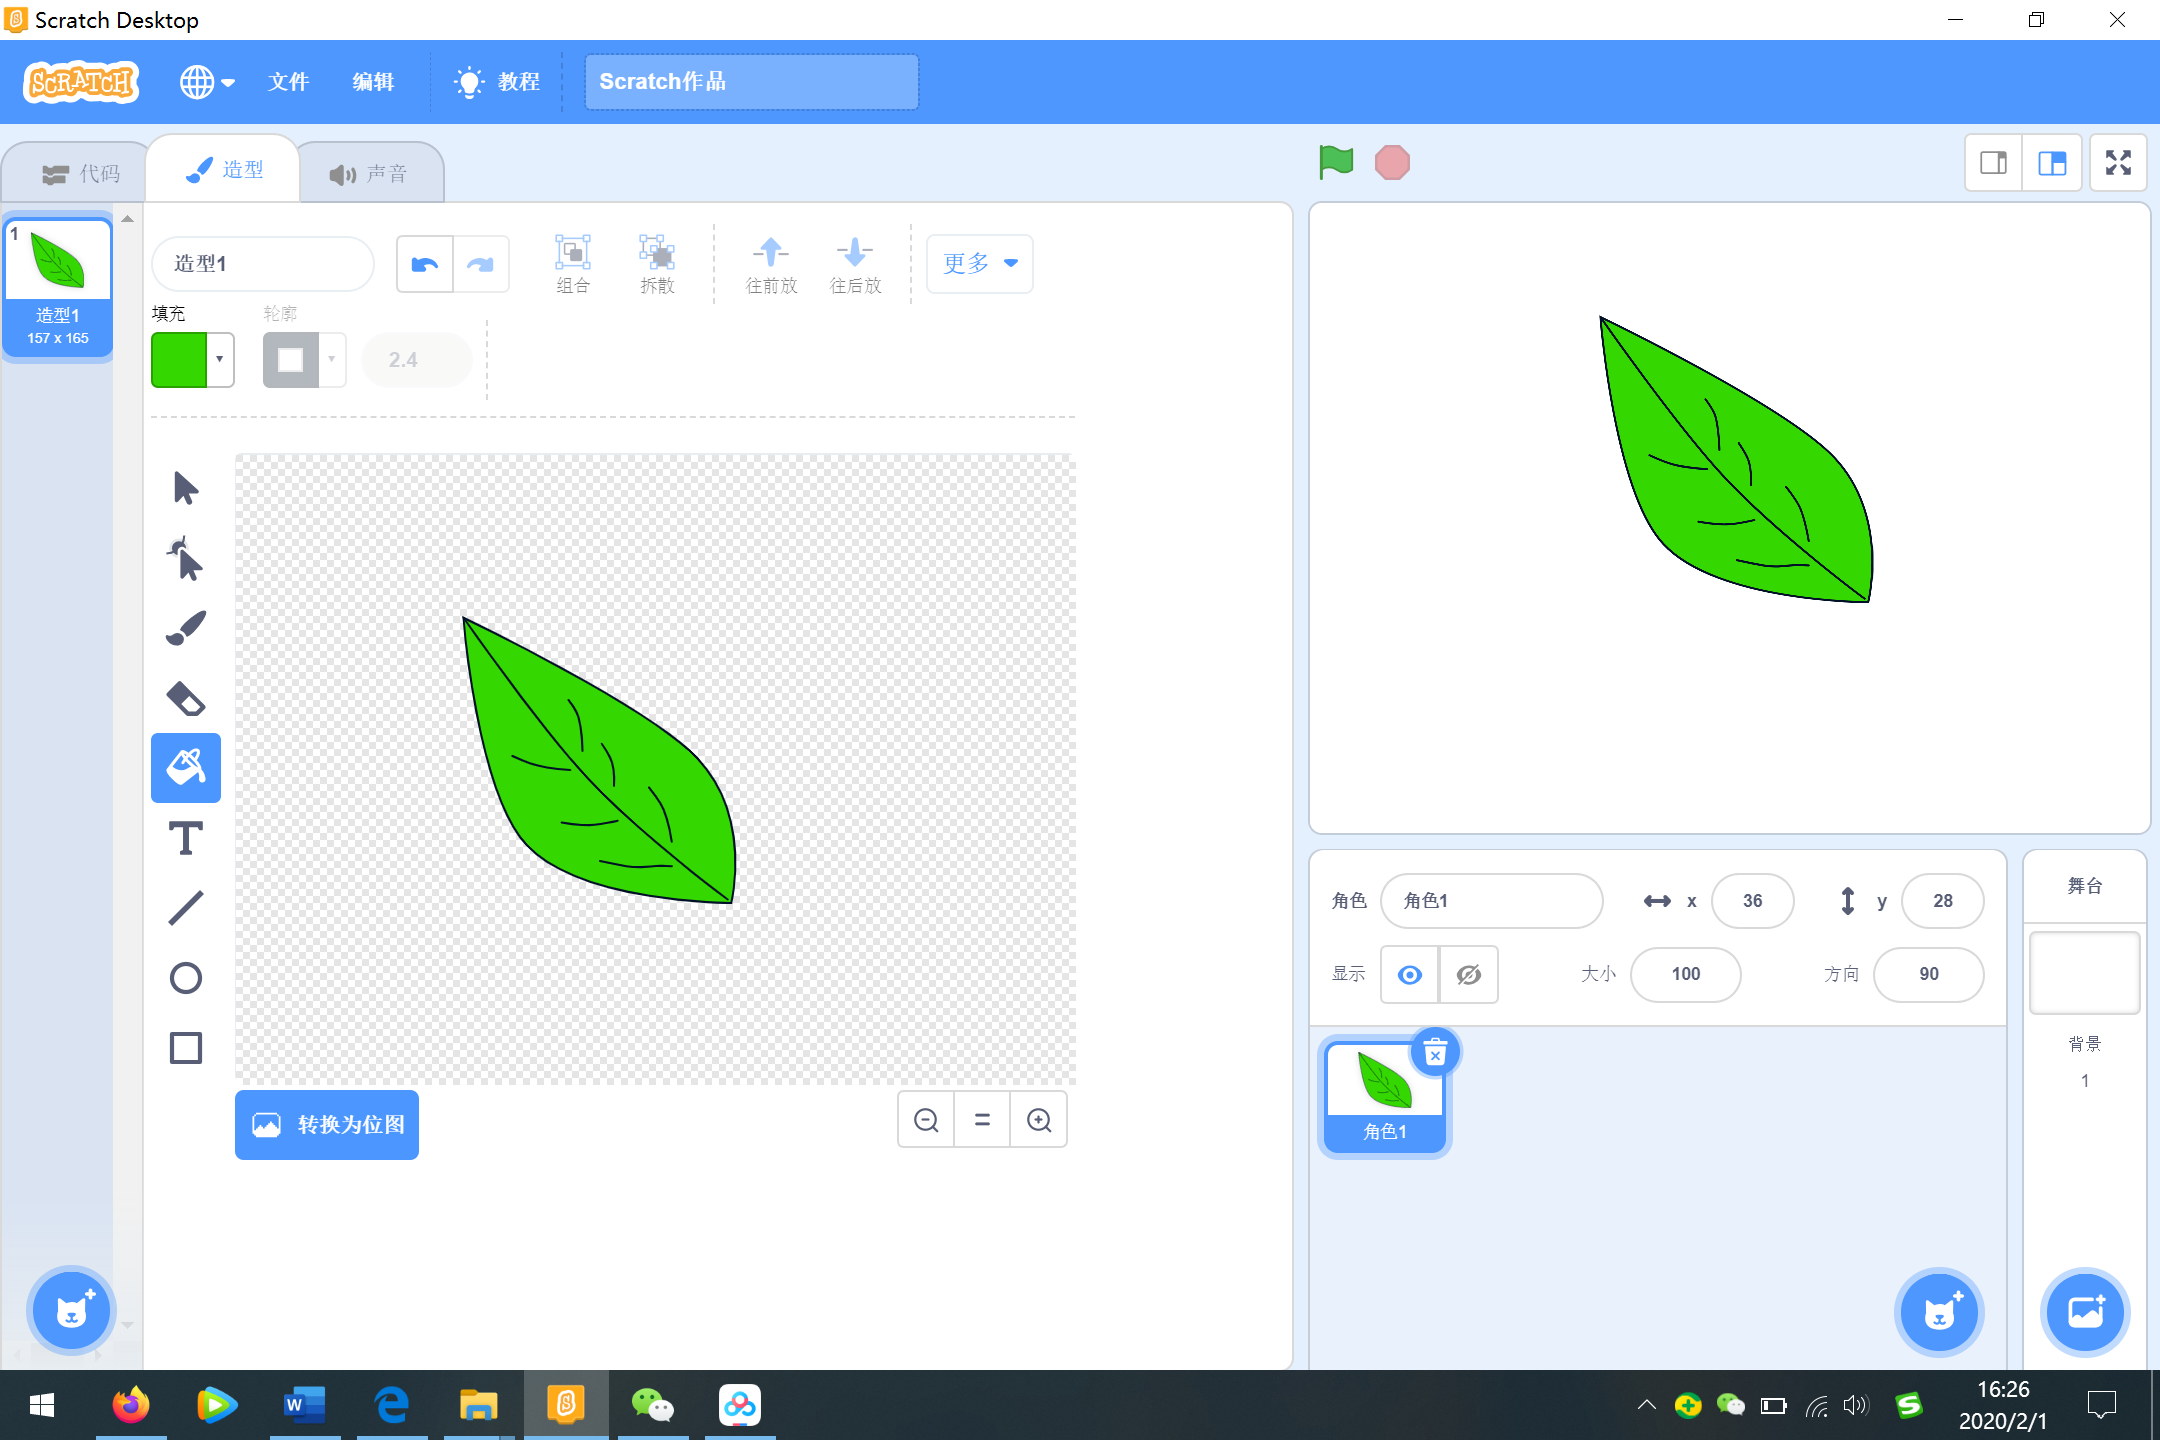 Scratch Desktop
SCRATCH
文件
编辑
教程
Scratch作品
代码
造型
声音
1
造型1
157 x 165
造型1
组合
拆散
往前放
往后放
更多
填充
轮廓
2.4
T
转换为位图
角色
角色1
x
36
y
28
显示
大小
100
方向
90
角色1
舞台
背景
1
16:26
2020/2/1